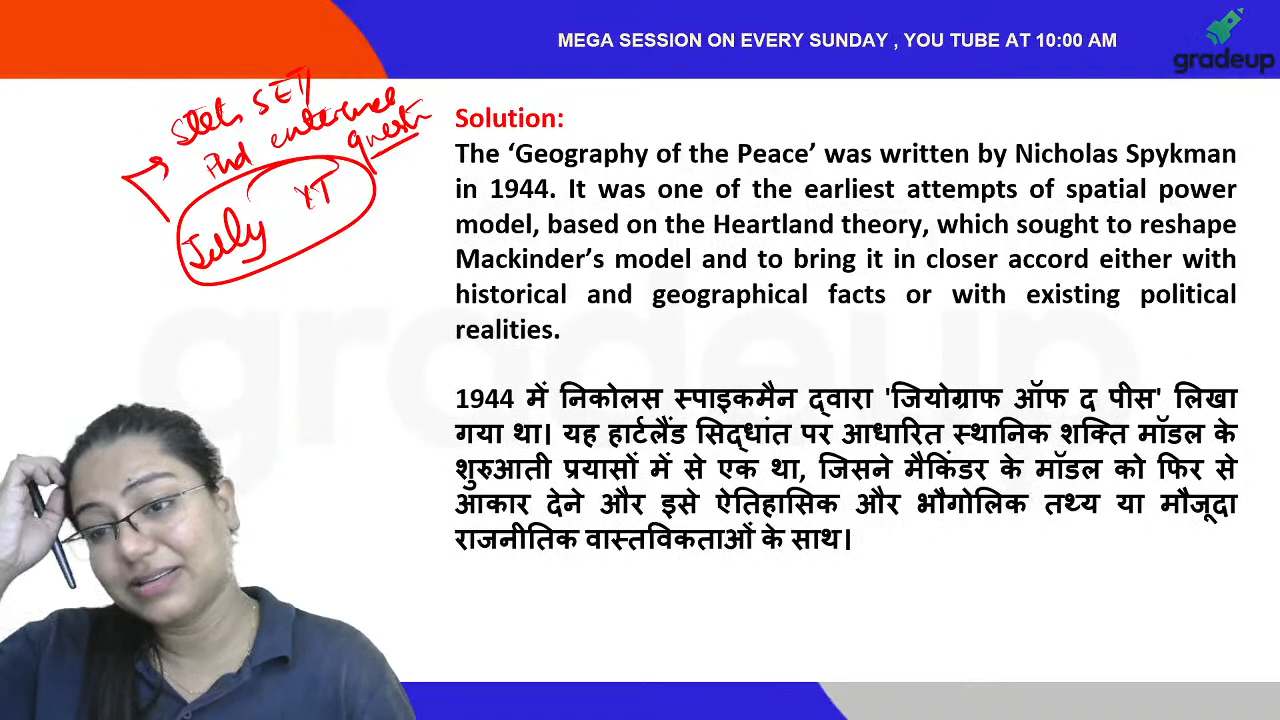 MEGA SESSION ON EVERY SUNDAY , YOU TUBE AT 10:00 AM
gradeup
State SET/
Phd entrance
questn
July YT
Solution:
The ‘Geography of the Peace’ was written by Nicholas Spykman
in 1944. It was one of the earliest attempts of spatial power
model, based on the Heartland theory, which sought to reshape
Mackinder’s model and to bring it in closer accord either with
historical and geographical facts or with existing political
realities.
1944 में निकोलस स्पाइकमैन द्वारा 'जियोग्राफ ऑफ द पीस' लिखा
गया था। यह हार्टलैंड सिद्धांत पर आधारित स्थानिक शक्ति मॉडल के
शुरुआती प्रयासों में से एक था, जिसने मैकिंडर के मॉडल को फिर से
आकार देने और इसे ऐतिहासिक और भौगोलिक तथ्य या मौजूदा
राजनीतिक वास्तविकताओं के साथ।
gradeup